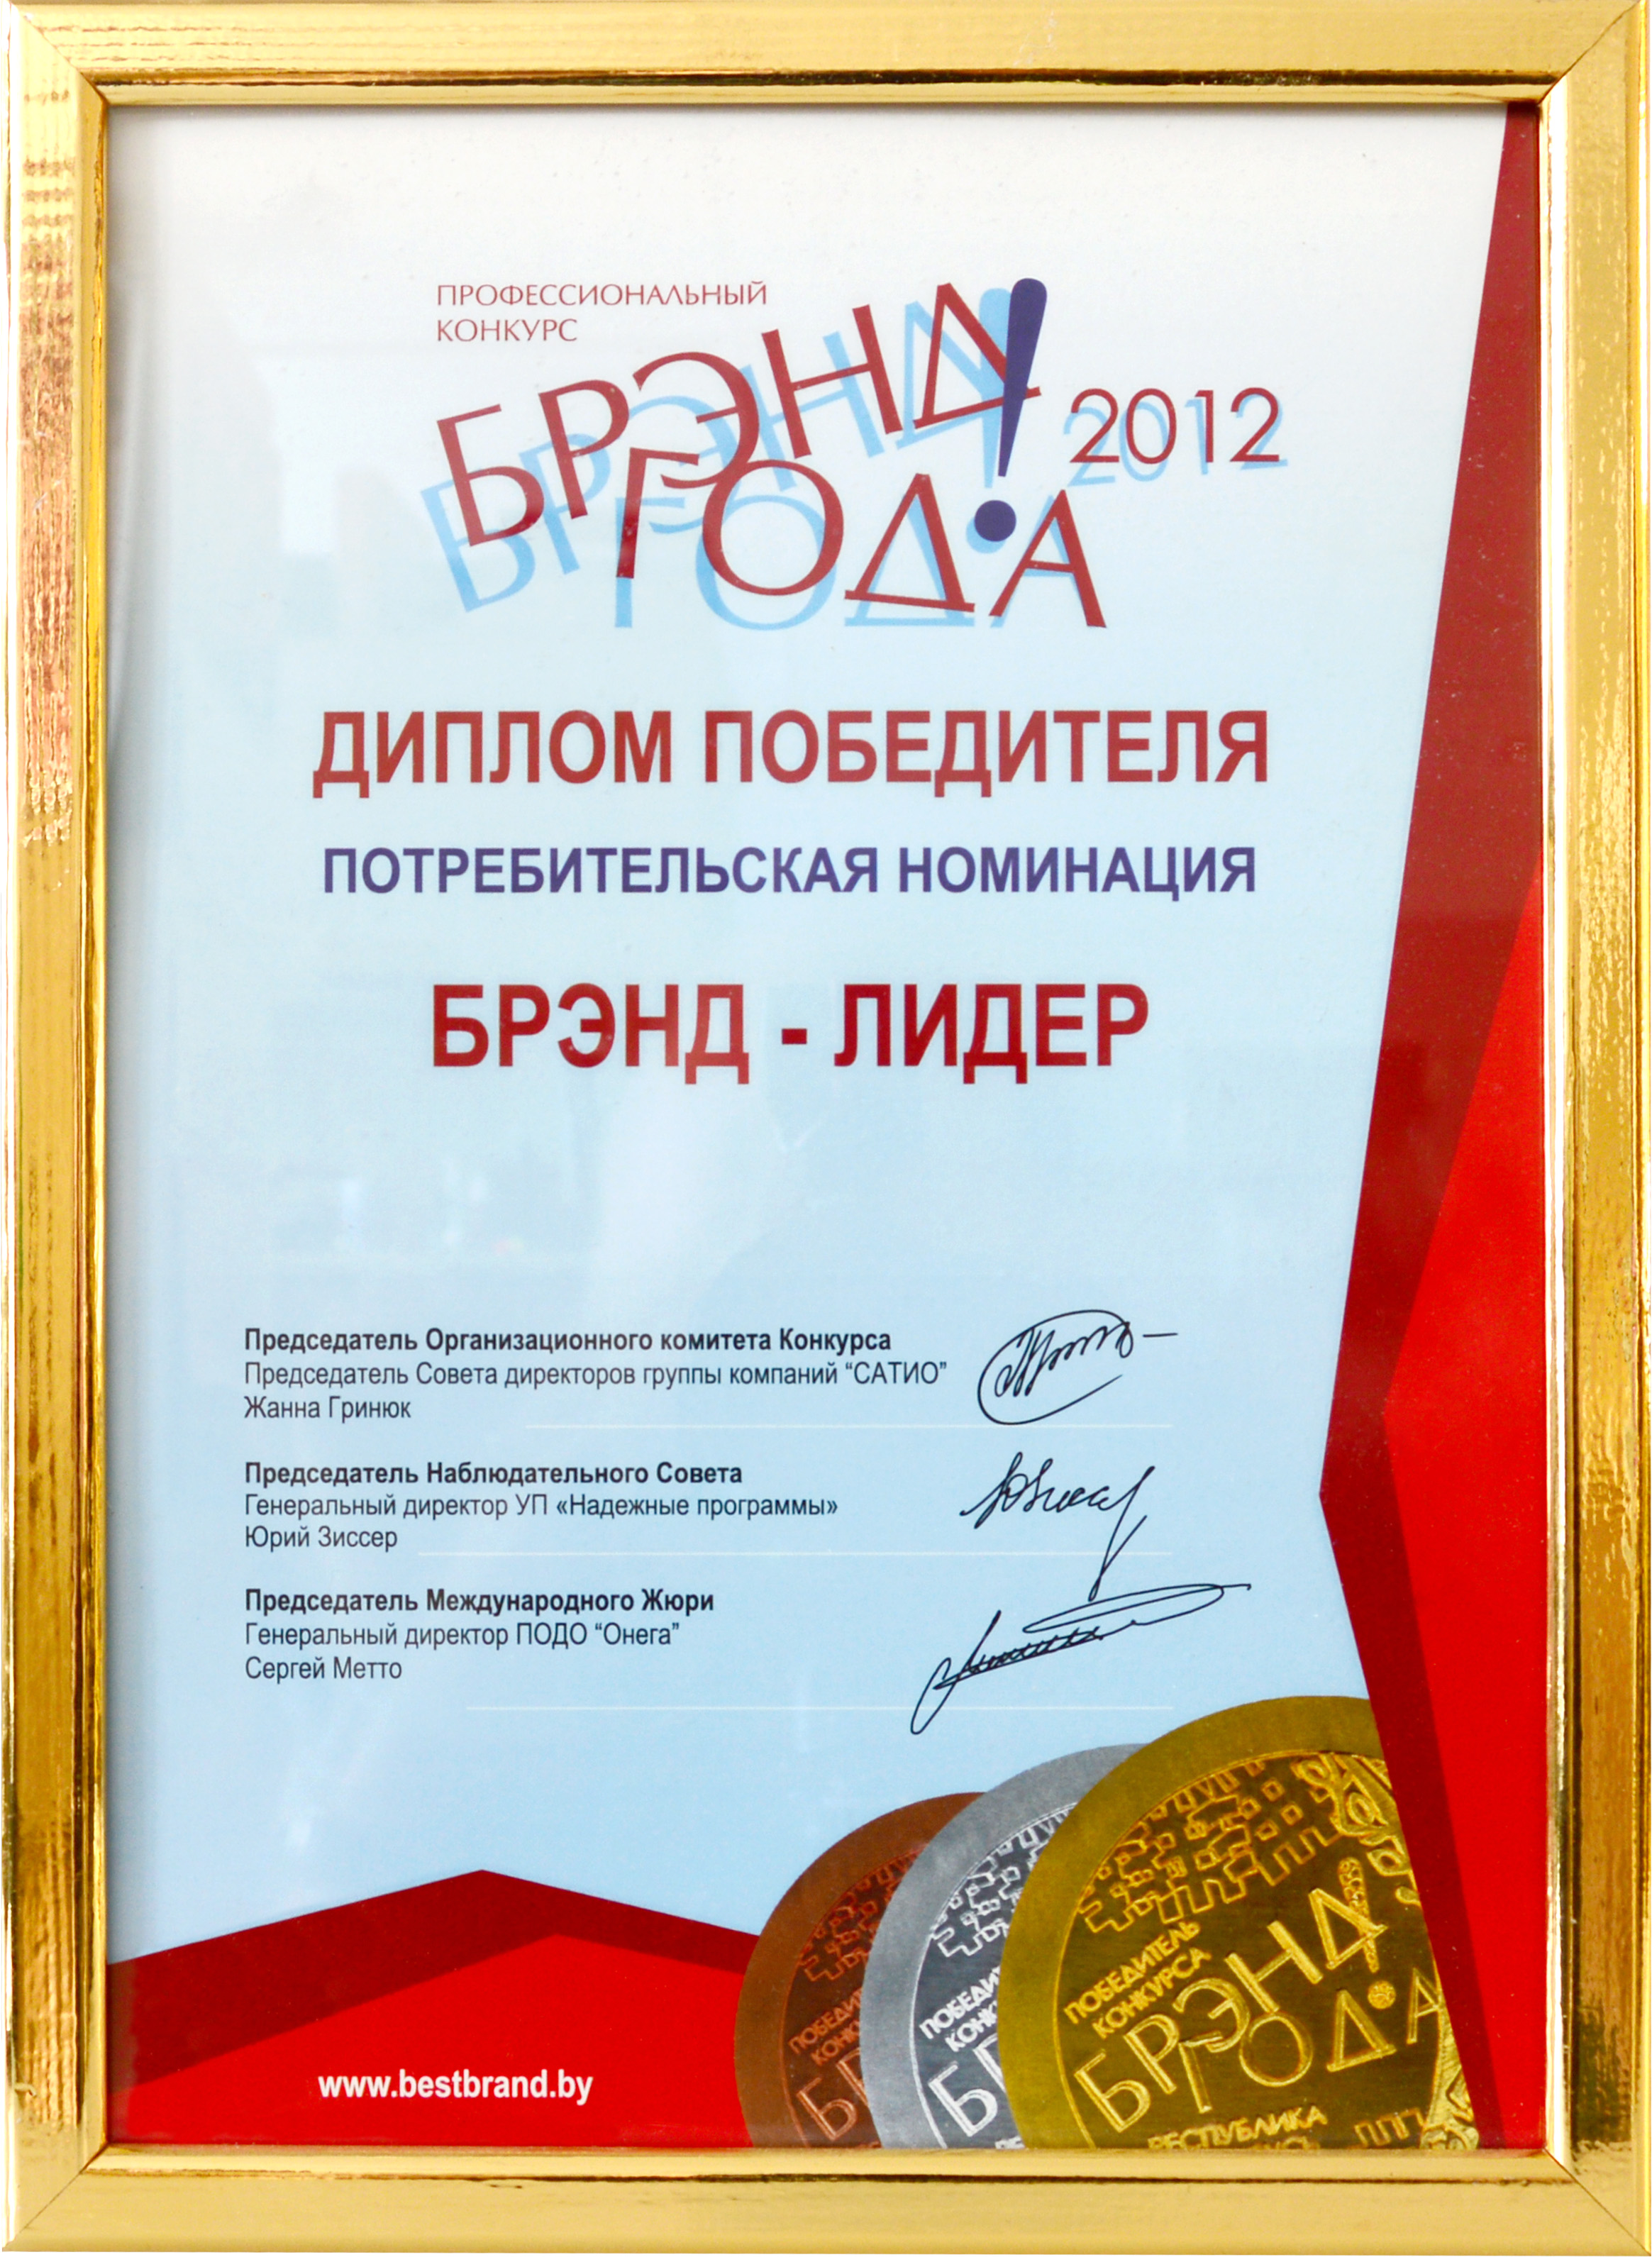 ПРОФЕССИОНАЛЬНЫЙ
КОНКУРС
БРЭНД!
ГОДА
2012
ДИПЛОМ ПОБЕДИТЕЛЯ
ПОТРЕБИТЕЛЬСКАЯ НОМИНАЦИЯ
БРЭНД - ЛИДЕР
Председатель Организационного комитета Конкурса
Председатель Совета директоров группы компаний “САТИО”
Жанна Гринюк
Председатель Наблюдательного Совета
Генеральный директор УП «Надежные программы»
Юрий Зиссер
Председатель Международного Жюри
Генеральный директор ПОДО “Онега”
Сергей Метто
www.bestbrand.by
ПОБЕДИТЕЛЬ
КОНКУРСА
БРЭНД!
ГОДА
РЕСПУБЛИКА